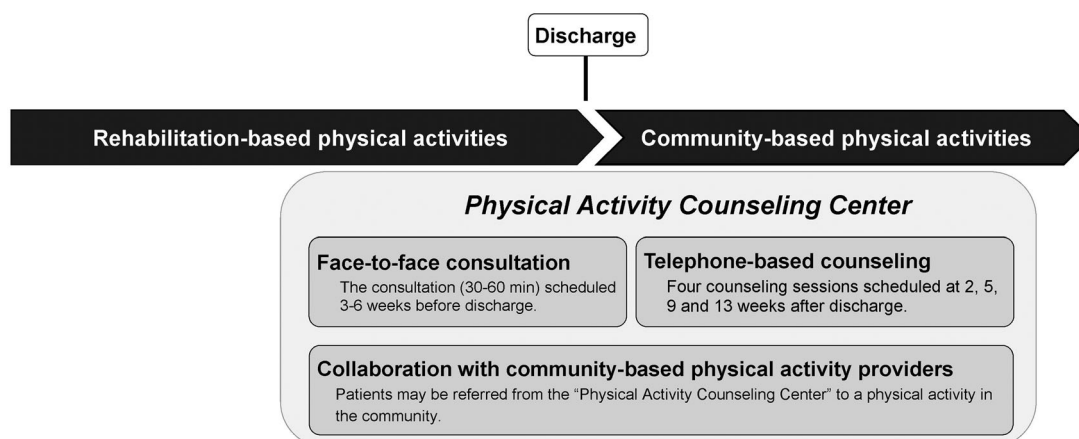 Discharge
Rehabilitation-based physical activities
Community-based physical activities
Physical Activity Counseling Center
Face-to-face consultation
The consultation (30-60 min) scheduled
3-6 weeks before discharge.
Telephone-based counseling
Four counseling sessions scheduled at 2, 5,
9 and 13 weeks after discharge.
Collaboration with community-based physical activity providers
Patients may be referred from the “Physical Activity Counseling Center” to a physical activity in
the community.